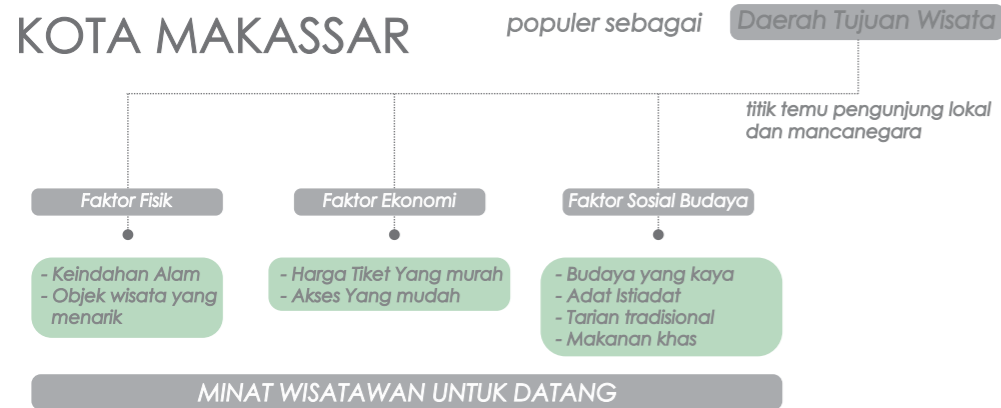 KOTA MAKASSAR
populer sebagai
Daerah Tujuan Wisata
titik temu pengunjung lokal
dan mancanegara
Faktor Fisik
- Keindahan Alam
- Objek wisata yang
menarik
Faktor Ekonomi
- Harga Tiket Yang murah
- Akses Yang mudah
Faktor Sosial Budaya
- Budaya yang kaya
- Adat Istiadat
- Tarian tradisional
- Makanan khas
MINAT WISATAWAN UNTUK DATANG